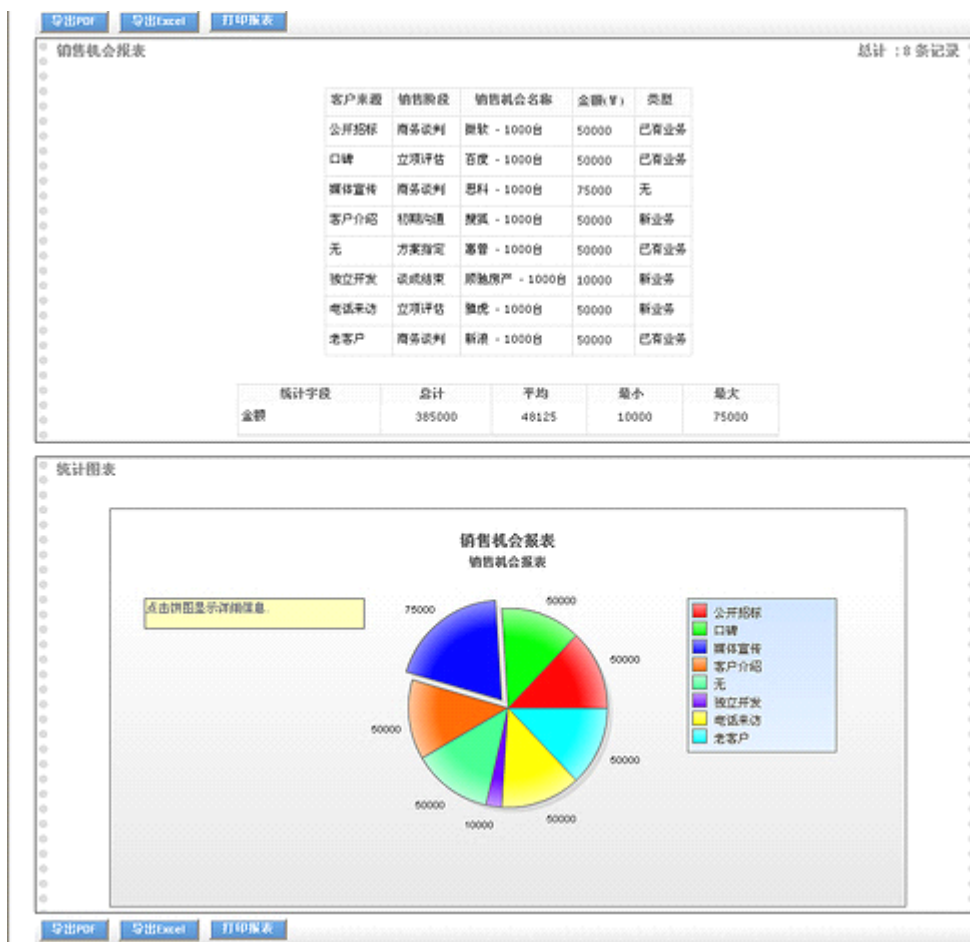 导出PDF 导出Excel 打印报表
销售机会报表 总计 :8 条记录
客户来源 销售阶段 销售机会名称 金额(¥) 类型
公开招标 商务谈判 微软 - 1000台 50000 已有业务
口碑 立项评估 百度 - 1000台 50000 已有业务
媒体宣传 商务谈判 思科 - 1000台 75000 无
客户介绍 初期沟通 搜狐 - 1000台 50000 新业务
无 方案指定 惠普 - 1000台 50000 已有业务
独立开发 谈成结束 顺驰房产 - 1000台 10000 新业务
电话来访 立项评估 雅虎 - 1000台 50000 新业务
老客户 商务谈判 新浪 - 1000台 50000 已有业务
统计字段 总计 平均 最小 最大
金额 385000 48125 10000 75000
统计图表
销售机会报表
销售机会报表
点击饼图显示详细信息.
75000
50000
50000
50000
50000
50000
10000
50000
公开招标
口碑
媒体宣传
客户介绍
无
独立开发
电话来访
老客户
导出PDF 导出Excel 打印报表